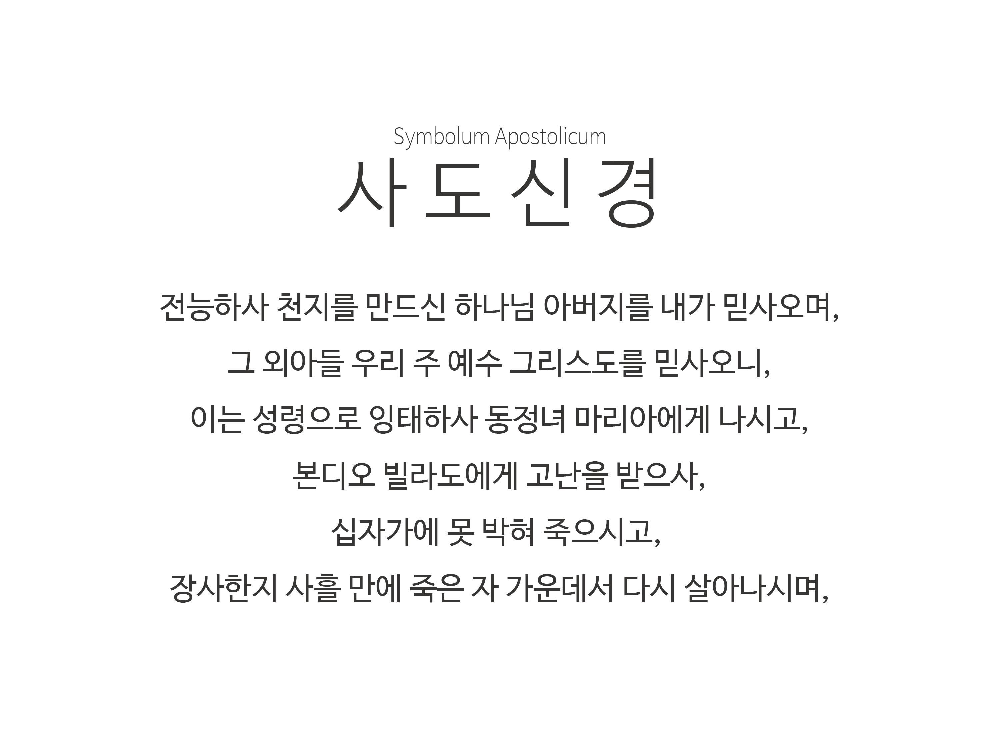 Symbolum Apostolicum
사도신경
전능하사 천지를 만드신 하나님 아버지를 내가 믿사오며,
그 외아들 우리 주 예수 그리스도를 믿사오니,
이는 성령으로 잉태하사 동정녀 마리아에게 나시고,
본디오 빌라도에게 고난을 받으사,
십자가에 못 박혀 죽으시고,
장사한지 사흘 만에 죽은 자 가운데서 다시 살아나시며,